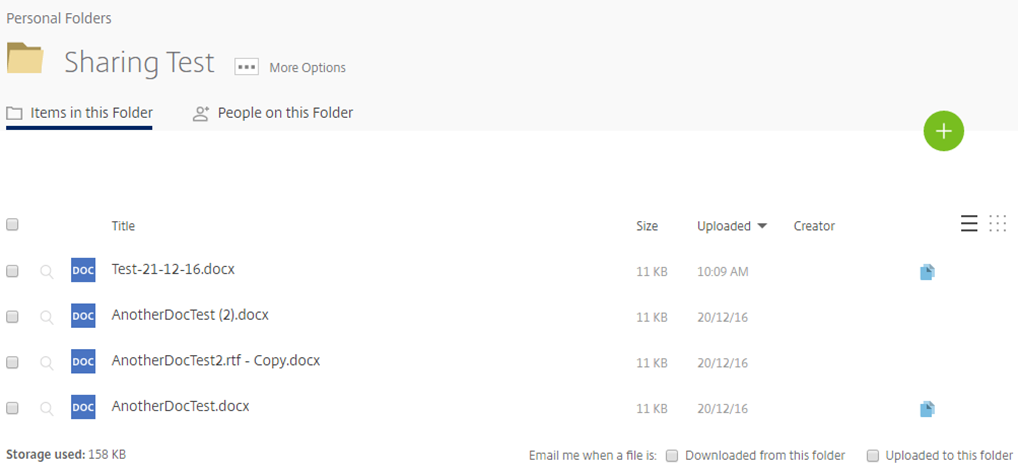 Personal Folders
Sharing Test ... More Options
Items in this Folder People on this Folder
+
Title Size Uploaded Creator
DOC Test-21-12-16.docx 11 KB 10:09 AM
DOC AnotherDocTest (2).docx 11 KB 20/12/16
DOC AnotherDocTest2.rtf - Copy.docx 11 KB 20/12/16
DOC AnotherDocTest.docx 11 KB 20/12/16
Storage used: 158 KB Email me when a file is: Downloaded from this folder Uploaded to this folder